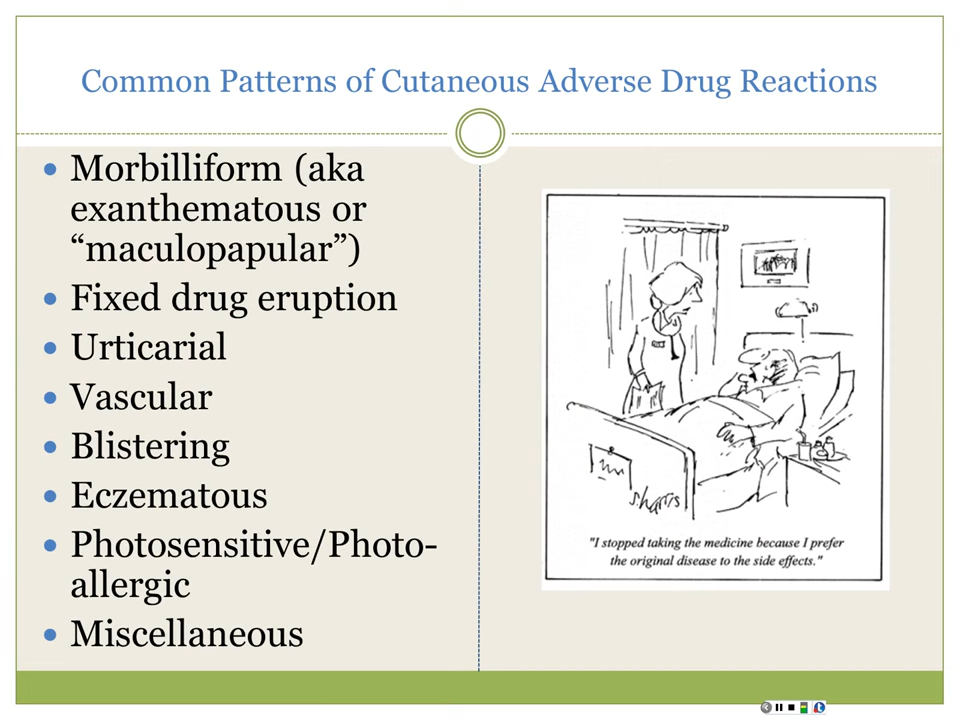 Common Patterns of Cutaneous Adverse Drug Reactions
Morbilliform (aka
exanthematous or
“maculopapular”)
Fixed drug eruption
Urticarial
Vascular
Blistering
Eczematous
Photosensitive/Photo-
allergic
Miscellaneous
S.Harris
"I stopped taking the medicine because I prefer
the original disease to the side effects."